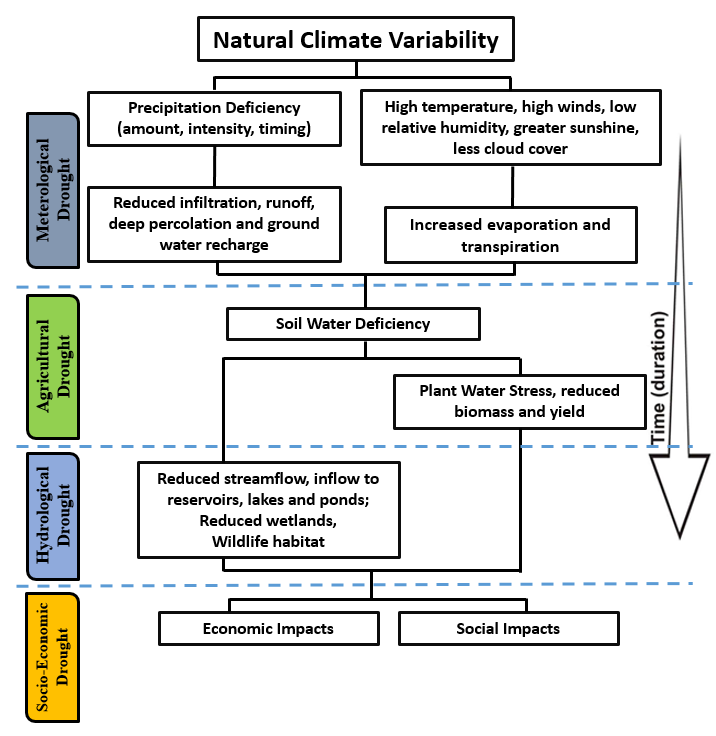 Natural Climate Variability
Precipitation Deficiency
(amount, intensity, timing)
High temperature, high winds, low
relative humidity, greater sunshine,
less cloud cover
Meterological
Drought
Reduced infiltration, runoff,
deep percolation and ground
water recharge
Increased evaporation and
transpiration
Agricultural
Drought
Soil Water Deficiency
Plant Water Stress, reduced
biomass and yield
Time (duration)
Hydrological
Drought
Reduced streamflow, inflow to
reservoirs, lakes and ponds;
Reduced wetlands,
Wildlife habitat
Socio-Economic
Drought
Economic Impacts
Social Impacts